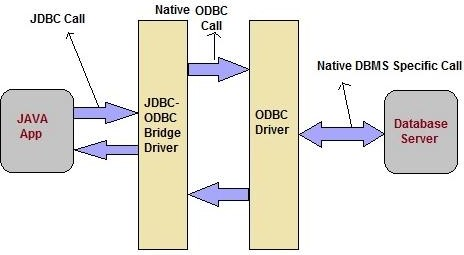 JDBC Call
Native ODBC
Call
Native DBMS Specific Call
JAVA
App
JDBC-
ODBC
Bridge
Driver
ODBC
Driver
Database
Server